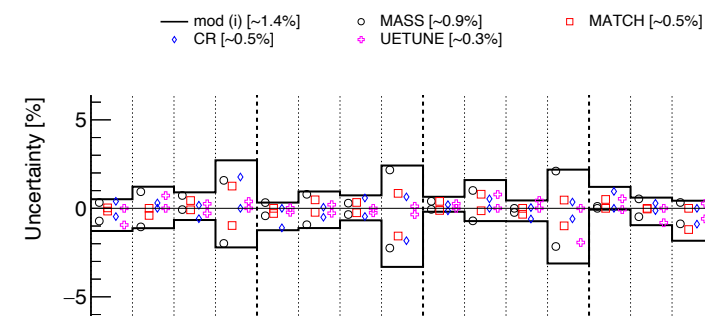 mod (i) [~1.4%] MASS [~0.9%] MATCH [~0.5%]
CR [~0.5%] UETUNE [~0.3%]
Uncertainty [%]
5
0
−5